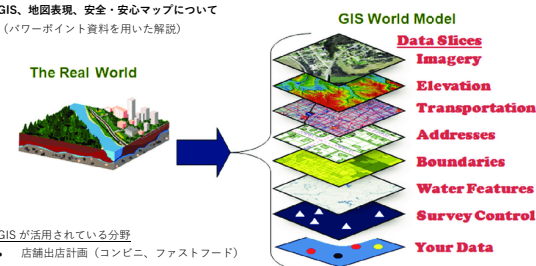 GIS、地図表現、安全・安心マップについて
（パワーポイント資料を用いた解説）
GIS World Model
Data Slices
The Real World
Imagery
Elevation
Transportation
Addresses
Boundaries
Water Features
Survey Control
Your Data
GIS が活用されている分野
• 店舗出店計画（コンビニ、ファストフード）